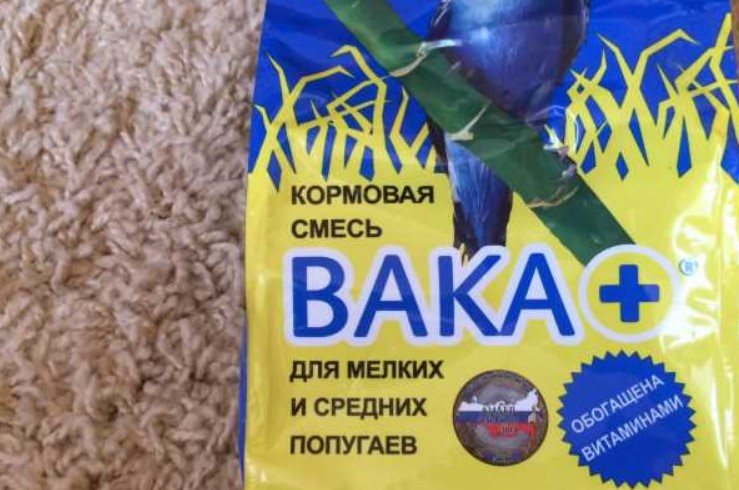 КОРМОВАЯ
СМЕСЬ
ВАКА+®
ДЛЯ МЕЛКИХ
И СРЕДНИХ
ПОПУГАЕВ
ОБОГАЩЕНА
ВИТАМИНАМИ